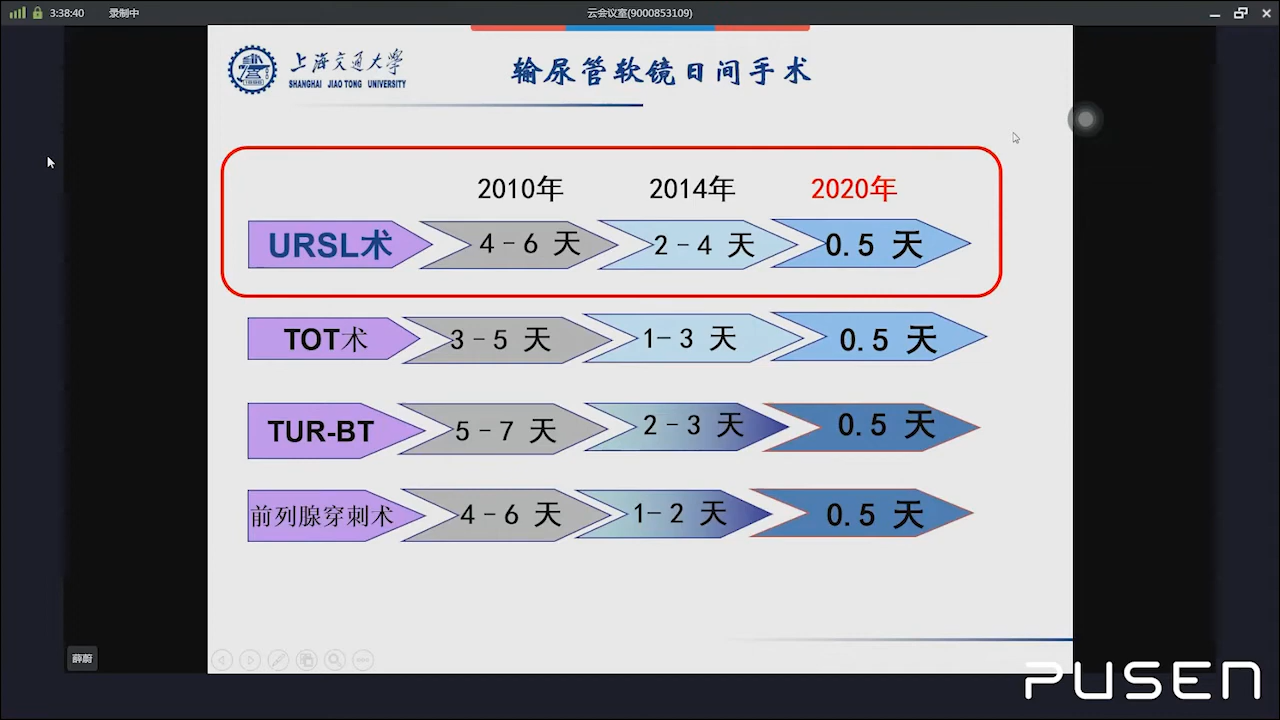 3:38:40 录制中 云会议室(9000853109)
上海交通大学
SHANGHAI JIAO TONG UNIVERSITY
输尿管软镜日间手术
2010年 2014年 2020年
URSL术 4-6 天 2-4 天 0.5 天
TOT术 3-5 天 1-3 天 0.5 天
TUR-BT 5-7 天 2-3 天 0.5 天
前列腺穿刺术 4-6 天 1-2 天 0.5 天
薛蔚
PUSEN